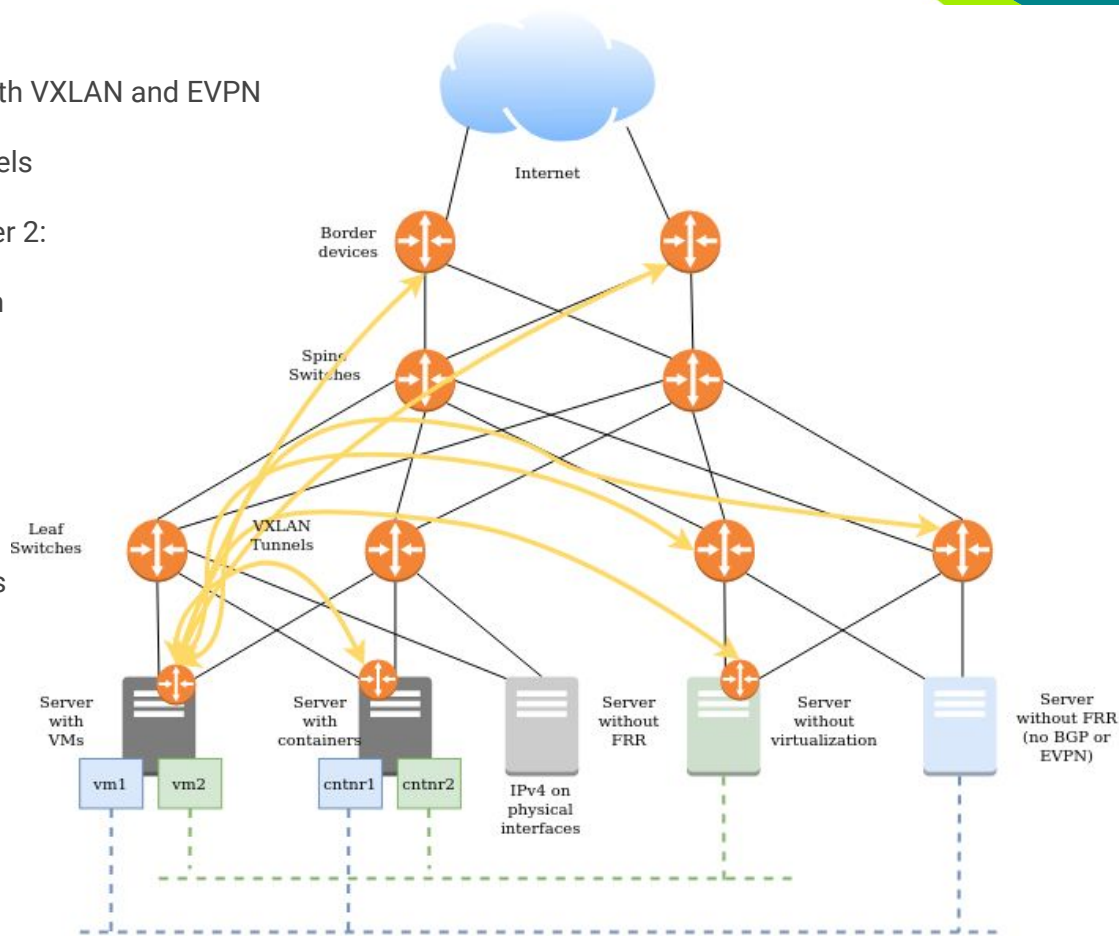 th VXLAN and EVPN
els
er 2:
n
s
Internet
Border
devices
Spine
Switches
Leaf
Switches
VXLAN
Tunnels
Server
with
VMs
Server
with
containers
Server
without
FRR
Server
without
virtualization
Server
without FRR
(no BGP or
EVPN)
vm1
vm2
cntnr1
cntnr2
IPv4 on
physical
interfaces